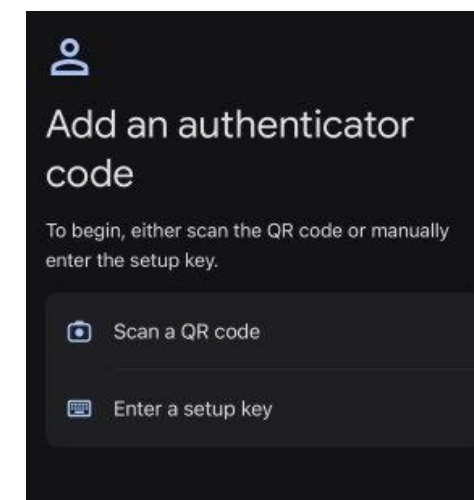 Add an authenticator
code
To begin, either scan the QR code or manually
enter the setup key.
Scan a QR code
Enter a setup key